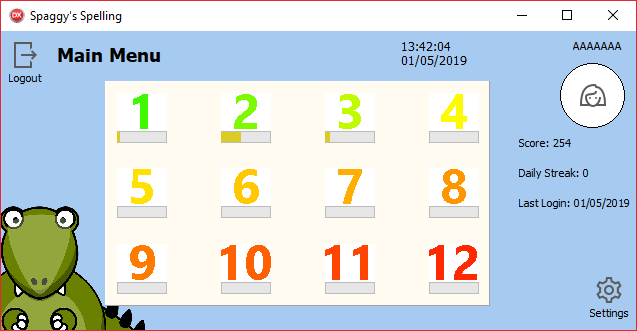 DX Spaggy's Spelling
Logout
Main Menu
13:42:04
01/05/2019
AAAAAAA
1 2 3 4
5 6 7 8
9 10 11 12
Score: 254
Daily Streak: 0
Last Login: 01/05/2019
Settings